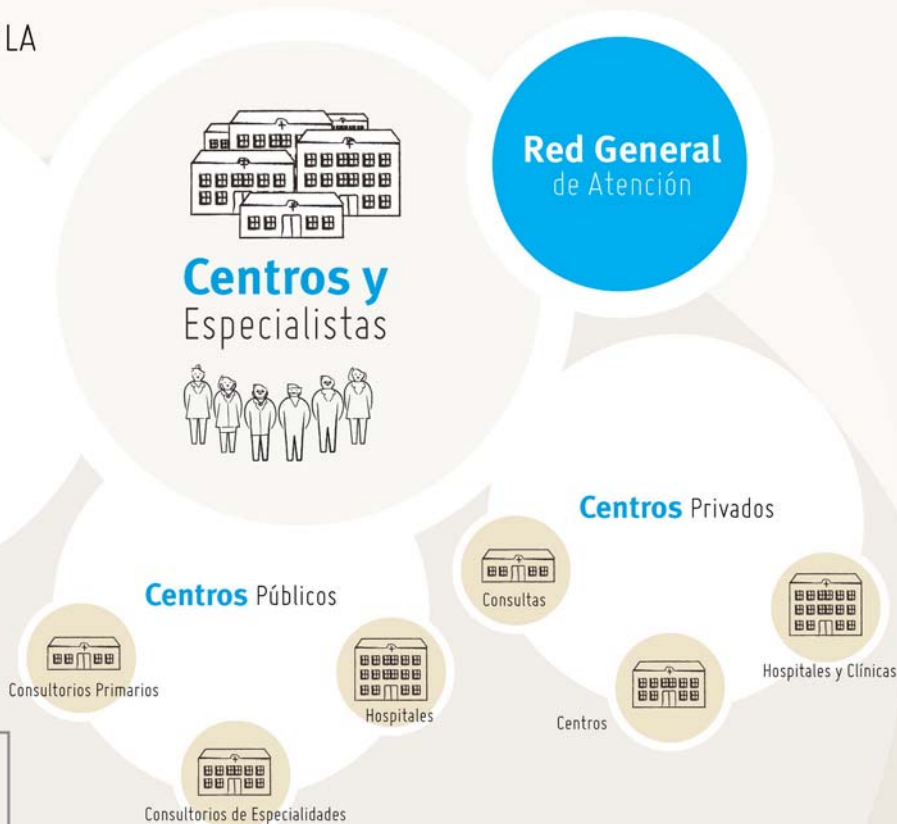 LA
Red General
de Atención
Centros y
Especialistas
Centros Privados
Consultas
Hospitales y Clínicas
Centros
Centros Públicos
Consultorios Primarios
Hospitales
Consultorios de Especialidades